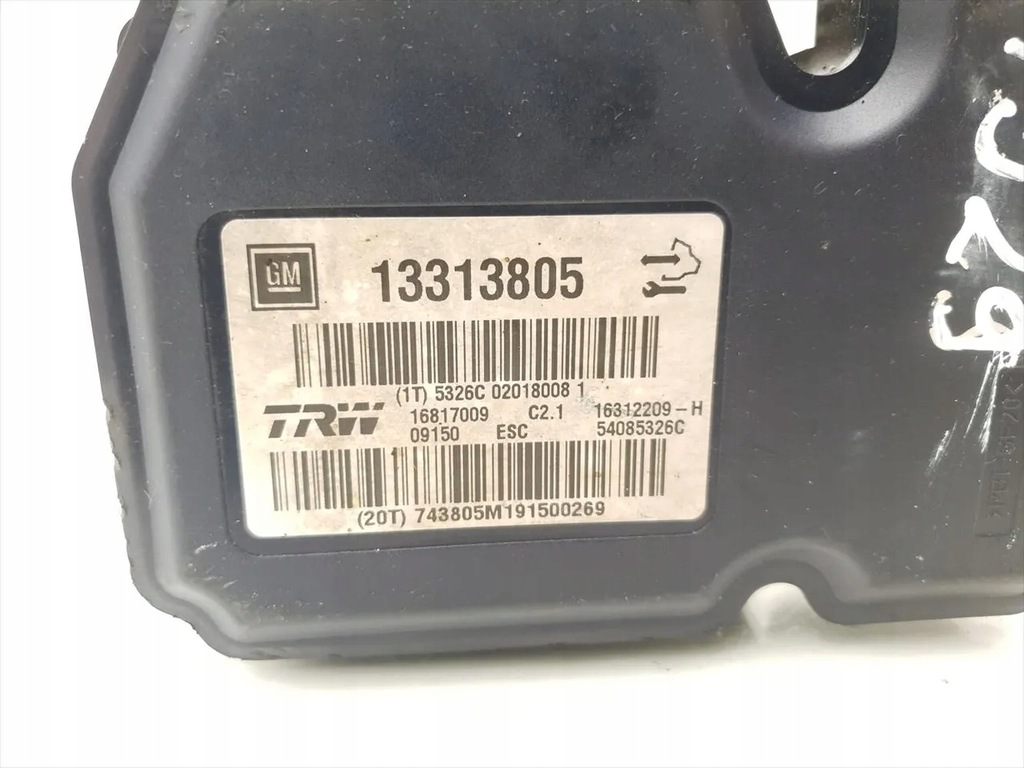 GM 13313805
(1T) 5326C 02018008 1
TRW 16817009 C2.1 16312209-H
09150 ESC 54085326C
(20T) 743805M191500269